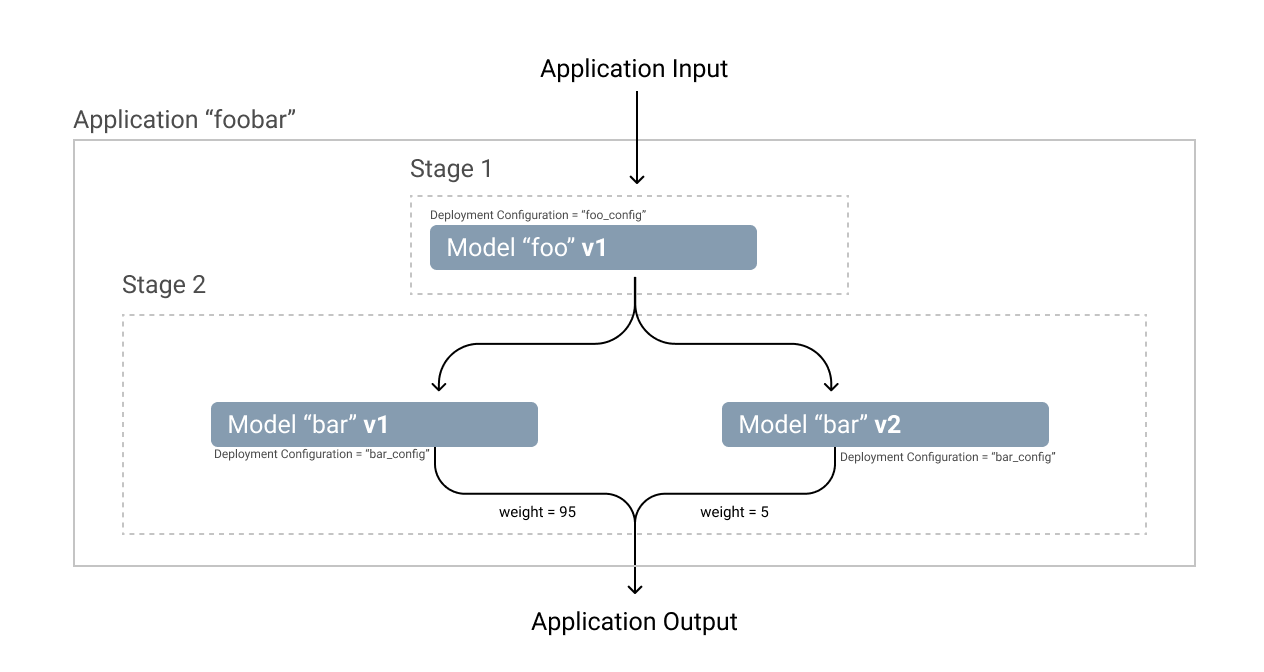 Application Input
Application “foobar”
Stage 1
Deployment Configuration = “foo_config”
Model “foo” v1
Stage 2
Model “bar” v1
Model “bar” v2
Deployment Configuration = “bar_config”
Deployment Configuration = “bar_config”
weight = 95
weight = 5
Application Output